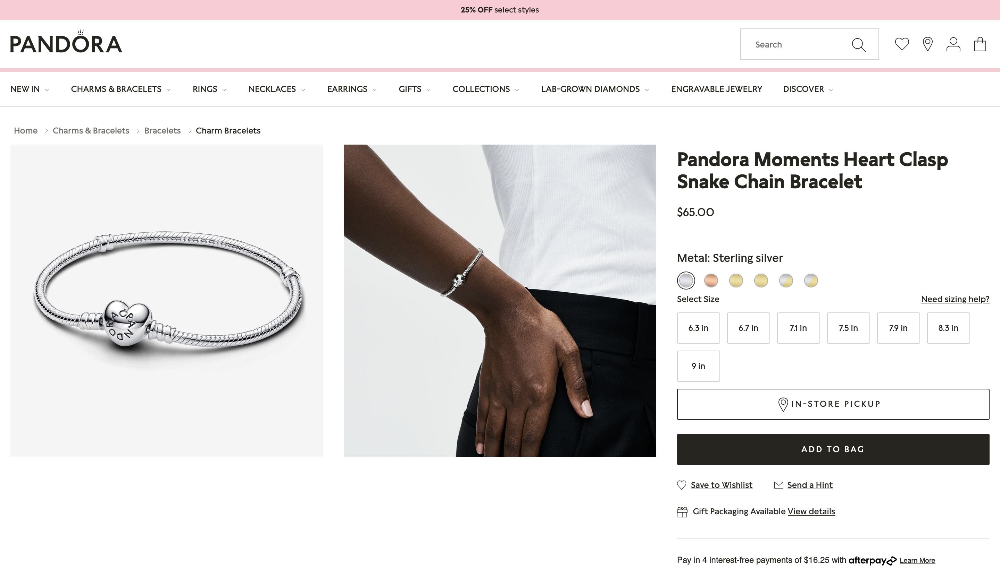 25% OFF select styles
PANDORA
Search
NEW IN
CHARMS & BRACELETS
RINGS
NECKLACES
EARRINGS
GIFTS
COLLECTIONS
LAB-GROWN DIAMONDS
ENGRAVABLE JEWELRY
DISCOVER
Home
Charms & Bracelets
Bracelets
Charm Bracelets
PANDORA
Pandora Moments Heart Clasp
Snake Chain Bracelet
$65.00
Metal: Sterling silver
Select Size
Need sizing help?
6.3 in
6.7 in
7.1 in
7.5 in
7.9 in
8.3 in
9 in
IN-STORE PICKUP
ADD TO BAG
Save to Wishlist
Send a Hint
Gift Packaging Available View details
Pay in 4 interest-free payments of $16.25 with afterpay Learn More